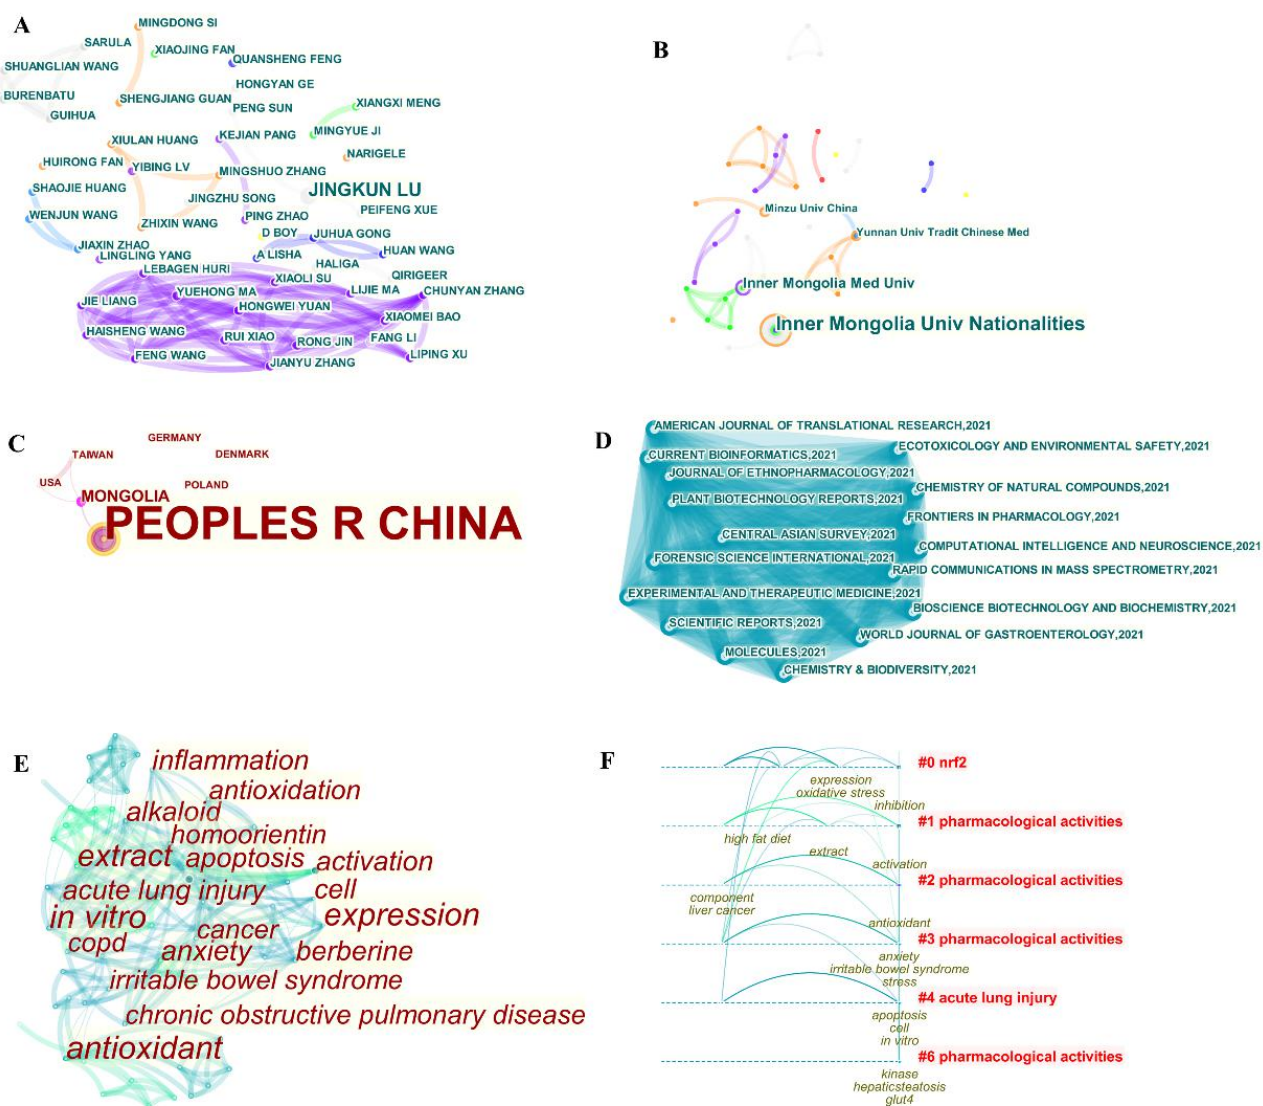 A
MINGDONG SI
SARULA
XIAOJING FAN
QUANSHENG FENG
SHUANGLIAN WANG
HONGYAN GE
BURENBATU
SHENGJIANG GUAN
PENG SUN
XIANGXI MENG
GUIHUA
XIULAN HUANG
KEJIAN PANG
MINGYUE JI
NARIGELE
HUIRONG FAN
YIBING LV
MINGSHUO ZHANG
SHAOJIE HUANG
JINGZHU SONG
JINGKUN LU
PEIFENG XUE
WENJUN WANG
ZHIXIN WANG
PING ZHAO
D BOY
JUHUA GONG
JIAXIN ZHAO
LINGLING YANG
A LISHA
HUAN WANG
LEBAGEN HURI
HALIGA
XIAOLI SU
QIRIGEER
JIE LIANG
YUEHONG MA
LIJIE MA
CHUNYAN ZHANG
HONGWEI YUAN
XIAOMEI BAO
HAISHENG WANG
RUI XIAO
RONG JIN
FANG LI
FENG WANG
JIANYU ZHANG
LIPING XU
B
Minzu Univ China
Yunnan Univ Tradit Chinese Med
Inner Mongolia Med Univ
Inner Mongolia Univ Nationalities
C
GERMANY
TAIWAN
DENMARK
USA
POLAND
MONGOLIA
PEOPLES R CHINA
D
AMERICAN JOURNAL OF TRANSLATIONAL RESEARCH,2021
ECOTOXICOLOGY AND ENVIRONMENTAL SAFETY,2021
CURRENT BIOINFORMATICS,2021
JOURNAL OF ETHNOPHARMACOLOGY,2021
CHEMISTRY OF NATURAL COMPOUNDS,2021
PLANT BIOTECHNOLOGY REPORTS,2021
FRONTIERS IN PHARMACOLOGY,2021
CENTRAL ASIAN SURVEY,2021
COMPUTATIONAL INTELLIGENCE AND NEUROSCIENCE,2021
FORENSIC SCIENCE INTERNATIONAL,2021
RAPID COMMUNICATIONS IN MASS SPECTROMETRY,2021
EXPERIMENTAL AND THERAPEUTIC MEDICINE,2021
BIOSCIENCE BIOTECHNOLOGY AND BIOCHEMISTRY,2021
SCIENTIFIC REPORTS,2021
WORLD JOURNAL OF GASTROENTEROLOGY,2021
MOLECULES,2021
CHEMISTRY & BIODIVERSITY,2021
E
inflammation
antioxidation
alkaloid
homoorientin
extract
apoptosis
activation
acute lung injury
cell
in vitro
expression
cancer
copd
anxiety
berberine
irritable bowel syndrome
chronic obstructive pulmonary disease
antioxidant
F
#0 nrf2
expression
oxidative stress
inhibition
#1 pharmacological activities
high fat diet
extract
activation
#2 pharmacological activities
component
liver cancer
antioxidant
#3 pharmacological activities
anxiety
irritable bowel syndrome
stress
#4 acute lung injury
apoptosis
cell
in vitro
#6 pharmacological activities
kinase
hepaticsteatosis
glut4